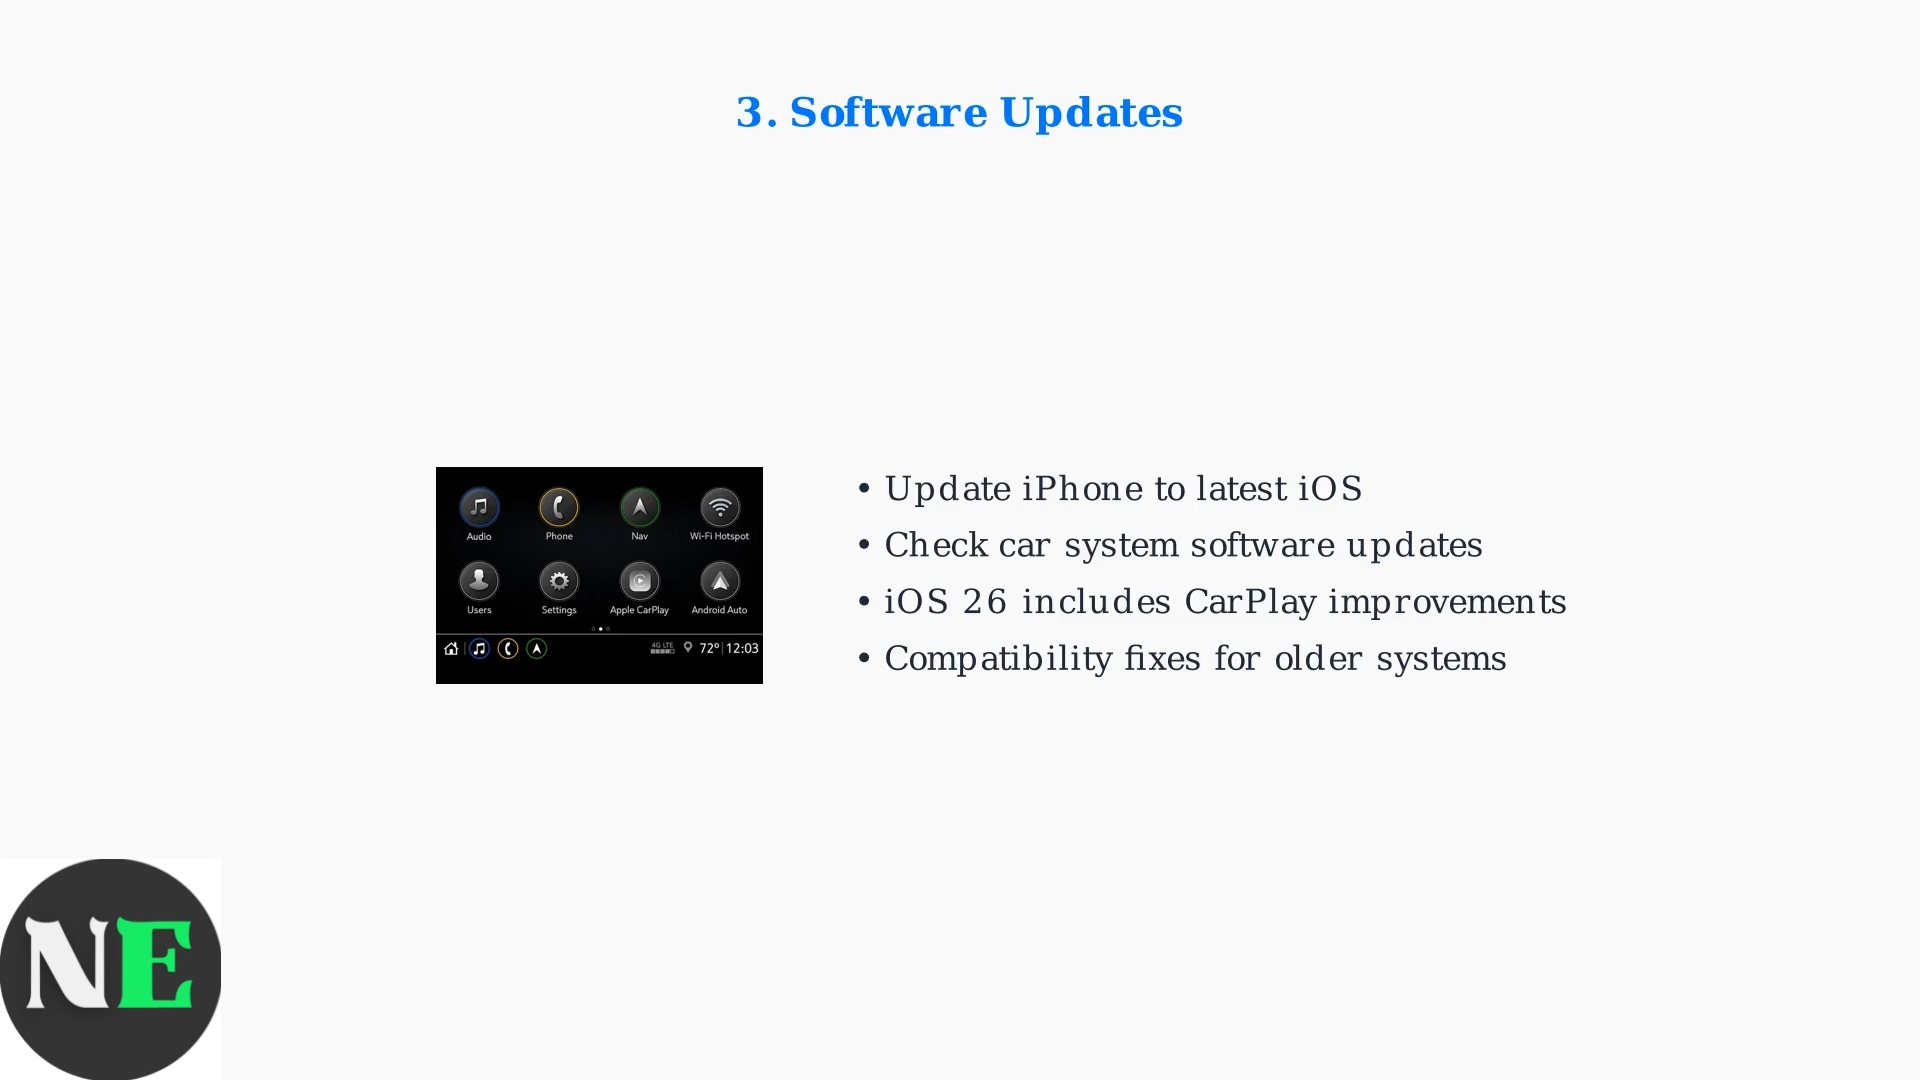 3. Software Updates
Audio Phone Nav Wi-Fi Hotspot
Users Settings Apple CarPlay Android Auto
4G LTE 72° 12:03
• Update iPhone to latest iOS
• Check car system software updates
• iOS 26 includes CarPlay improvements
• Compatibility fixes for older systems
NE